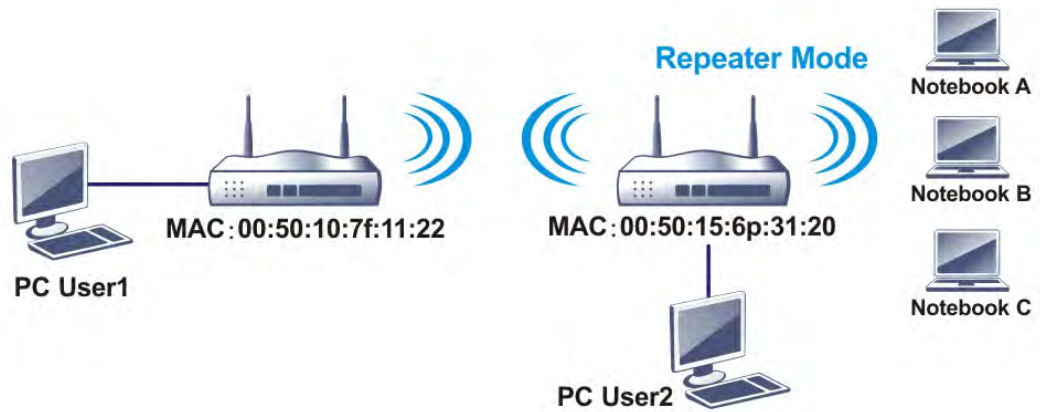 Repeater Mode
Notebook A
Notebook B
Notebook C
MAC:00:50:10:7f:11:22
MAC:00:50:15:6p:31:20
PC User1
PC User2